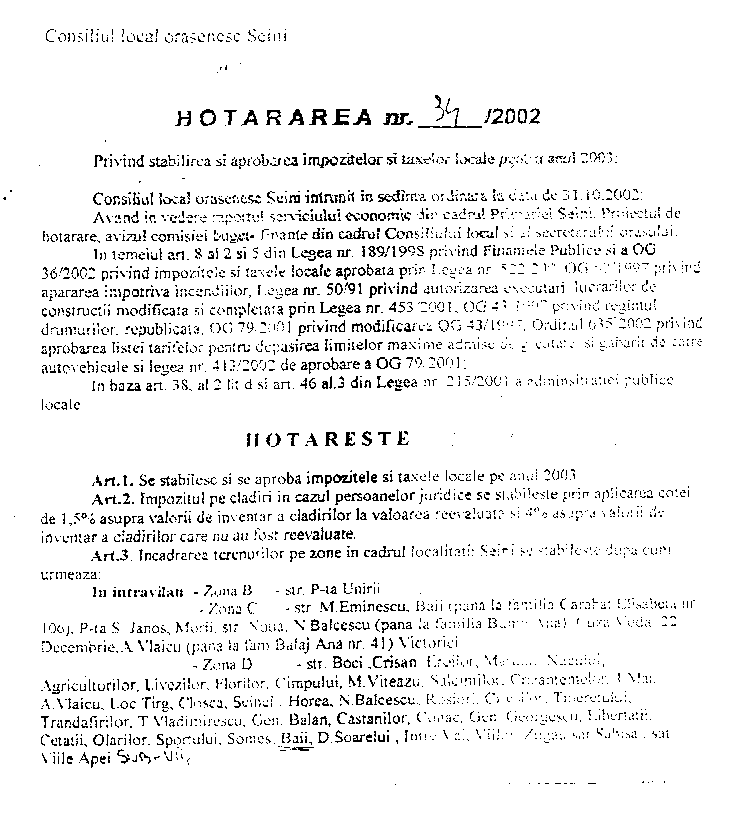 Consiliul local orasenesc Seini
HOTARAREA nr. 34 /2002
Privind stabilirea si aprobarea impozitelor si taxelor locale pentru anul 2003;
Consiliul local orasenesc Seini intrunit in sedinta ordinara la data de 31.10.2002;
Avand in vedere raportul serviciului economic din cadrul Primariei Seini, Proiectul de
hotarare, avizul comisiei buget- finante din cadrul Consiliului local si al secretarului orasului.
In temeiul art. 8 al 2 si 5 din Legea nr. 189/1998 privind Finantele Publice si a OG
36/2002 privind impozitele si taxele locale aprobata prin Legea nr. 522 OG /1997 privind
apararea impotriva incendiilor, Legea nr. 50/91 privind autorizarea executarii lucrarilor de
constructii modificata si completata prin Legea nr. 453/2001, OG 43/1997 privind regimul
drumurilor, republicata, OG 79/2001 privind modificarea OG 43/1997, Ordinul 635/2002 privind
aprobarea listei tarifelor pentru depasirea limitelor maxime admise de si gabarit de catre
autovehicule si legea nr. 413/2002 de aprobare a OG 79/2001;
In baza art. 38, al 2 lit d si art. 46 al.3 din Legea nr. 215/2001 a adminsitratiei publice
locale
HOTARESTE
Art.1. Se stabilesc si se aproba impozitele si taxele locale pe anul 2003
Art.2. Impozitul pe cladiri in cazul persoanelor juridice se stabileste prin aplicarea cotei
de 1,5% asupra valorii de inventar a cladirilor la valoarea reevaluata si 4% asupra valorii de
inventar a cladirilor care nu au fost reevaluate.
Art.3. Incadrarea terenurilor pe zone in cadrul localitatii Seini se stabileste dupa cum
urmeaza:
In intravilan - Zona B - str. P-ta Unirii
- Zona C - str. M.Eminescu, Baii (pana la familia Carabat Elisabeta nr
106), P-ta S Janos, Morii, str. Noua, N.Balcescu (pana la familia Ana) Cuza Voda, 22
Decembrie, A.Vlaicu (pana la fam Balaj Ana nr. 41) Victoriei
- Zona D - str. Boci ,Crisan Eroilor, Nucului,
Agricultorilor, Livezilor, Florilor, Cimpului, M.Viteazu, Salcimilor, 1 Mai,
A.Vlaicu, Loc Tirg, Closca, Seinel, Horea, N.Balcescu, Tineretului,
Trandafirilor, T Vladimirescu, Gen. Balan, Castanilor, Gen Georgescu, Libertatii,
Cetatii, Olarilor, Sportului, Somes, Baii, D.Soarelui , Intre Vai, Viilor, sat Sabisa , sat
Viile Apei